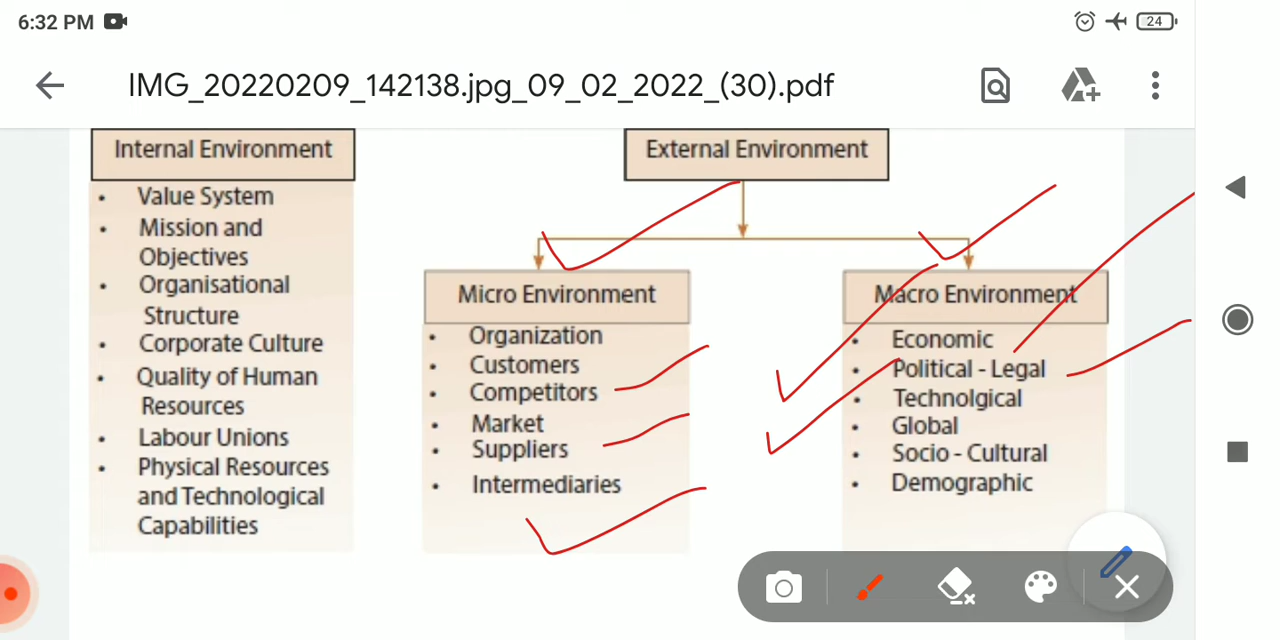 6:32 PM
24
IMG_20220209_142138.jpg_09_02_2022_(30).pdf
Internal Environment
• Value System
• Mission and
Objectives
• Organisational
Structure
• Corporate Culture
• Quality of Human
Resources
• Labour Unions
• Physical Resources
and Technological
Capabilities
External Environment
Micro Environment
• Organization
• Customers
• Competitors
• Market
• Suppliers
• Intermediaries
Macro Environment
• Economic
• Political - Legal
• Technolgical
• Global
• Socio - Cultural
• Demographic